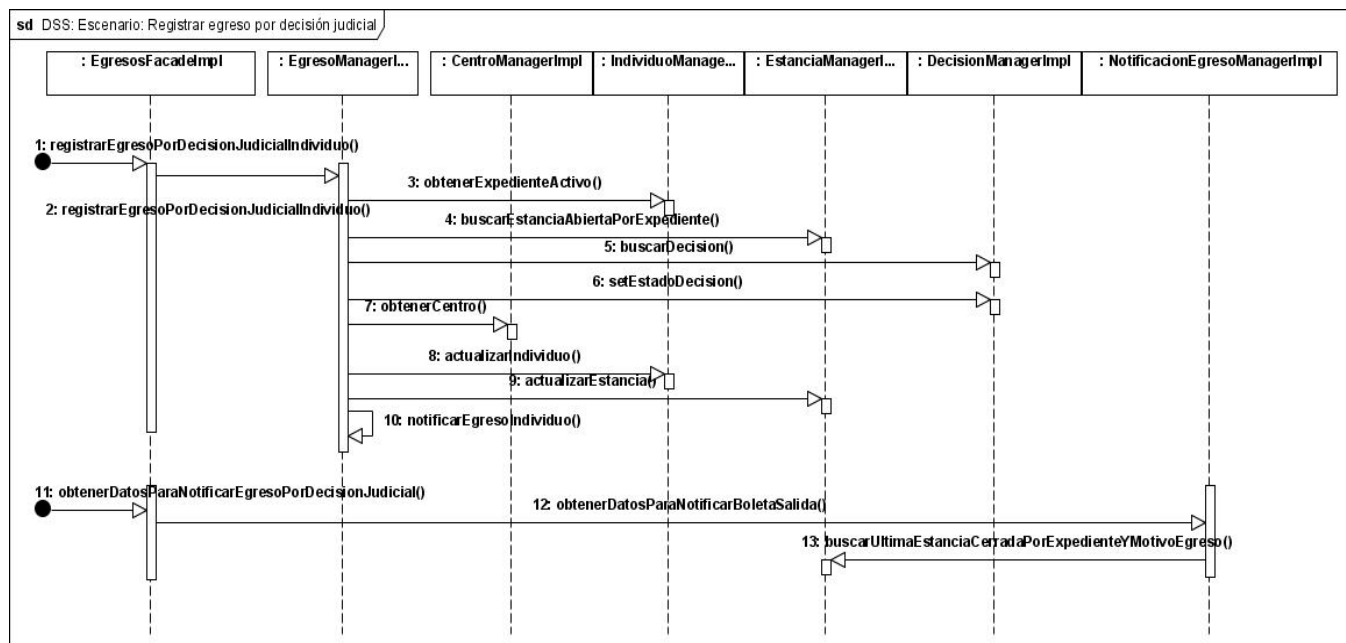 sd DSS: Escenario: Registrar egreso por decisión judicial
: EgresosFacadeImpl
: EgresoManagerI...
: CentroManagerImpl
: IndividuoManage...
: EstanciaManagerI...
: DecisionManagerImpl
: NotificacionEgresoManagerImpl
1: registrarEgresoPorDecisionJudicialIndividuo()
2: registrarEgresoPorDecisionJudicialIndividuo()
3: obtenerExpedienteActivo()
4: buscarEstanciaAbiertaPorExpediente()
5: buscarDecision()
6: setEstadoDecision()
7: obtenerCentro()
8: actualizarIndividuo()
9: actualizarEstancia()
10: notificarEgresoIndividuo()
11: obtenerDatosParaNotificarEgresoPorDecisionJudicial()
12: obtenerDatosParaNotificarBoletaSalida()
13: buscarUltimaEstanciaCerradaPorExpedienteYMotivoEgreso()